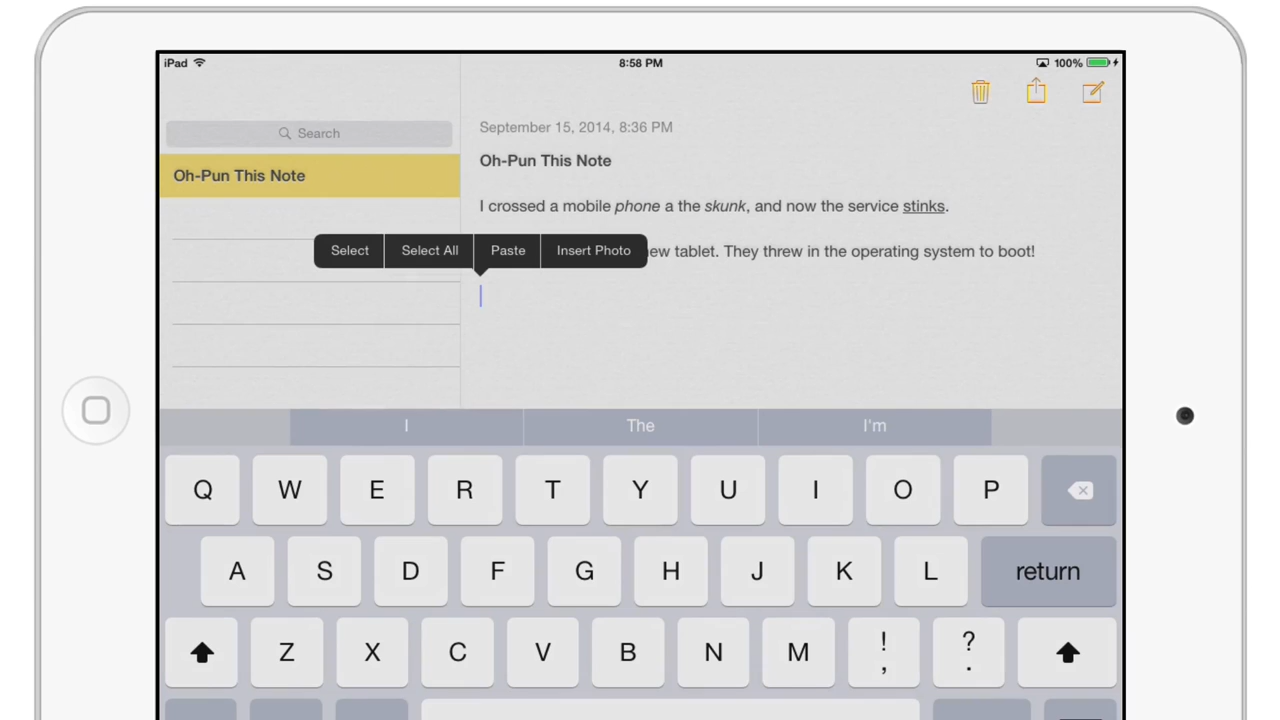 iPad
8:58 PM
100%
Search
September 15, 2014, 8:36 PM
Oh-Pun This Note
Oh-Pun This Note
I crossed a mobile phone a the skunk, and now the service stinks.
Select Select All Paste Insert Photo
new tablet. They threw in the operating system to boot!
I The I'm
Q W E R T Y U I O P
A S D F G H J K L return
Z X C V B N M ! , ? .